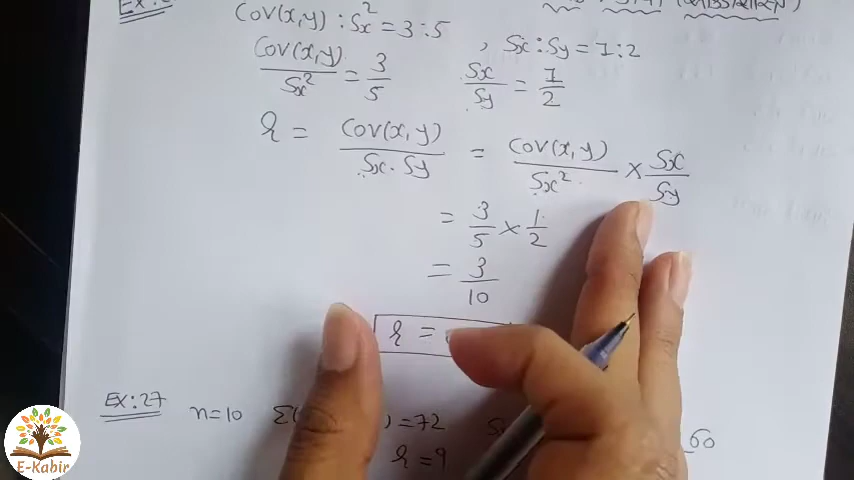 Ex:
Cov(x,y) : Sx² = 3:5 , Sx : Sy = 1:2
Cov(x,y)/Sx² = 3/5 Sx/Sy = 1/2
r = Cov(x,y)/Sx·Sy = Cov(x,y)/Sx² × Sx/Sy
= 3/5 × 1/2
= 3/10
r =
Ex:27 n=10 Σ( ) =72 60
r = ?
E-Kabir